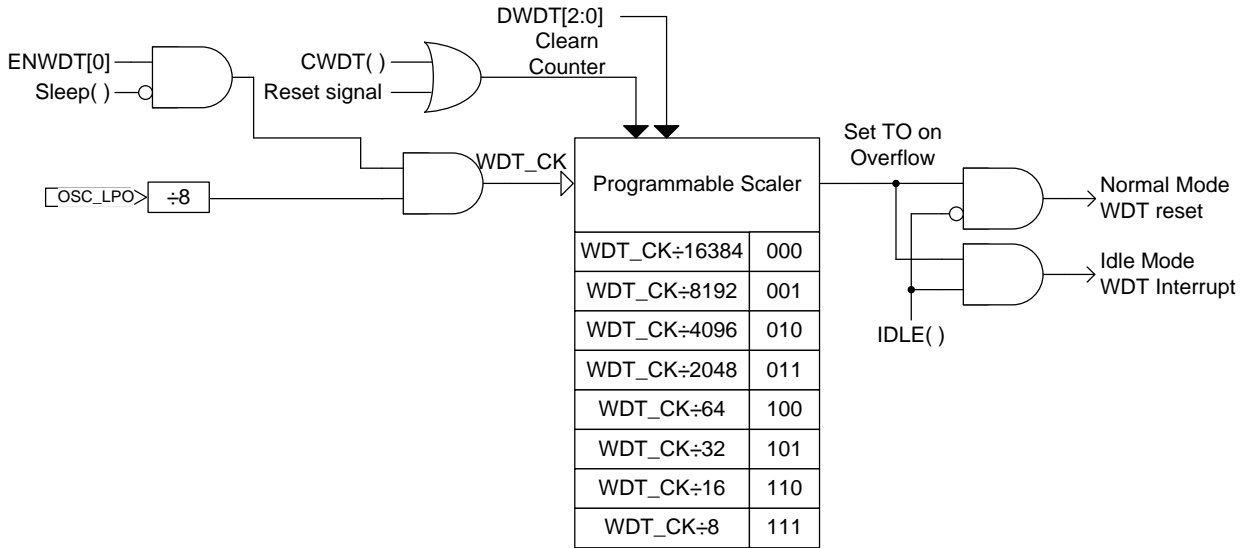 DWDT[2:0]
Clearn
Counter
ENWDT[0]
Sleep( )
CWDT( )
Reset signal
Set TO on
Overflow
WDT_CK
OSC_LPO
÷8
Programmable Scaler
Normal Mode
WDT reset
WDT_CK÷16384 000
WDT_CK÷8192 001
WDT_CK÷4096 010
WDT_CK÷2048 011
WDT_CK÷64 100
WDT_CK÷32 101
WDT_CK÷16 110
WDT_CK÷8 111
Idle Mode
WDT Interrupt
IDLE( )